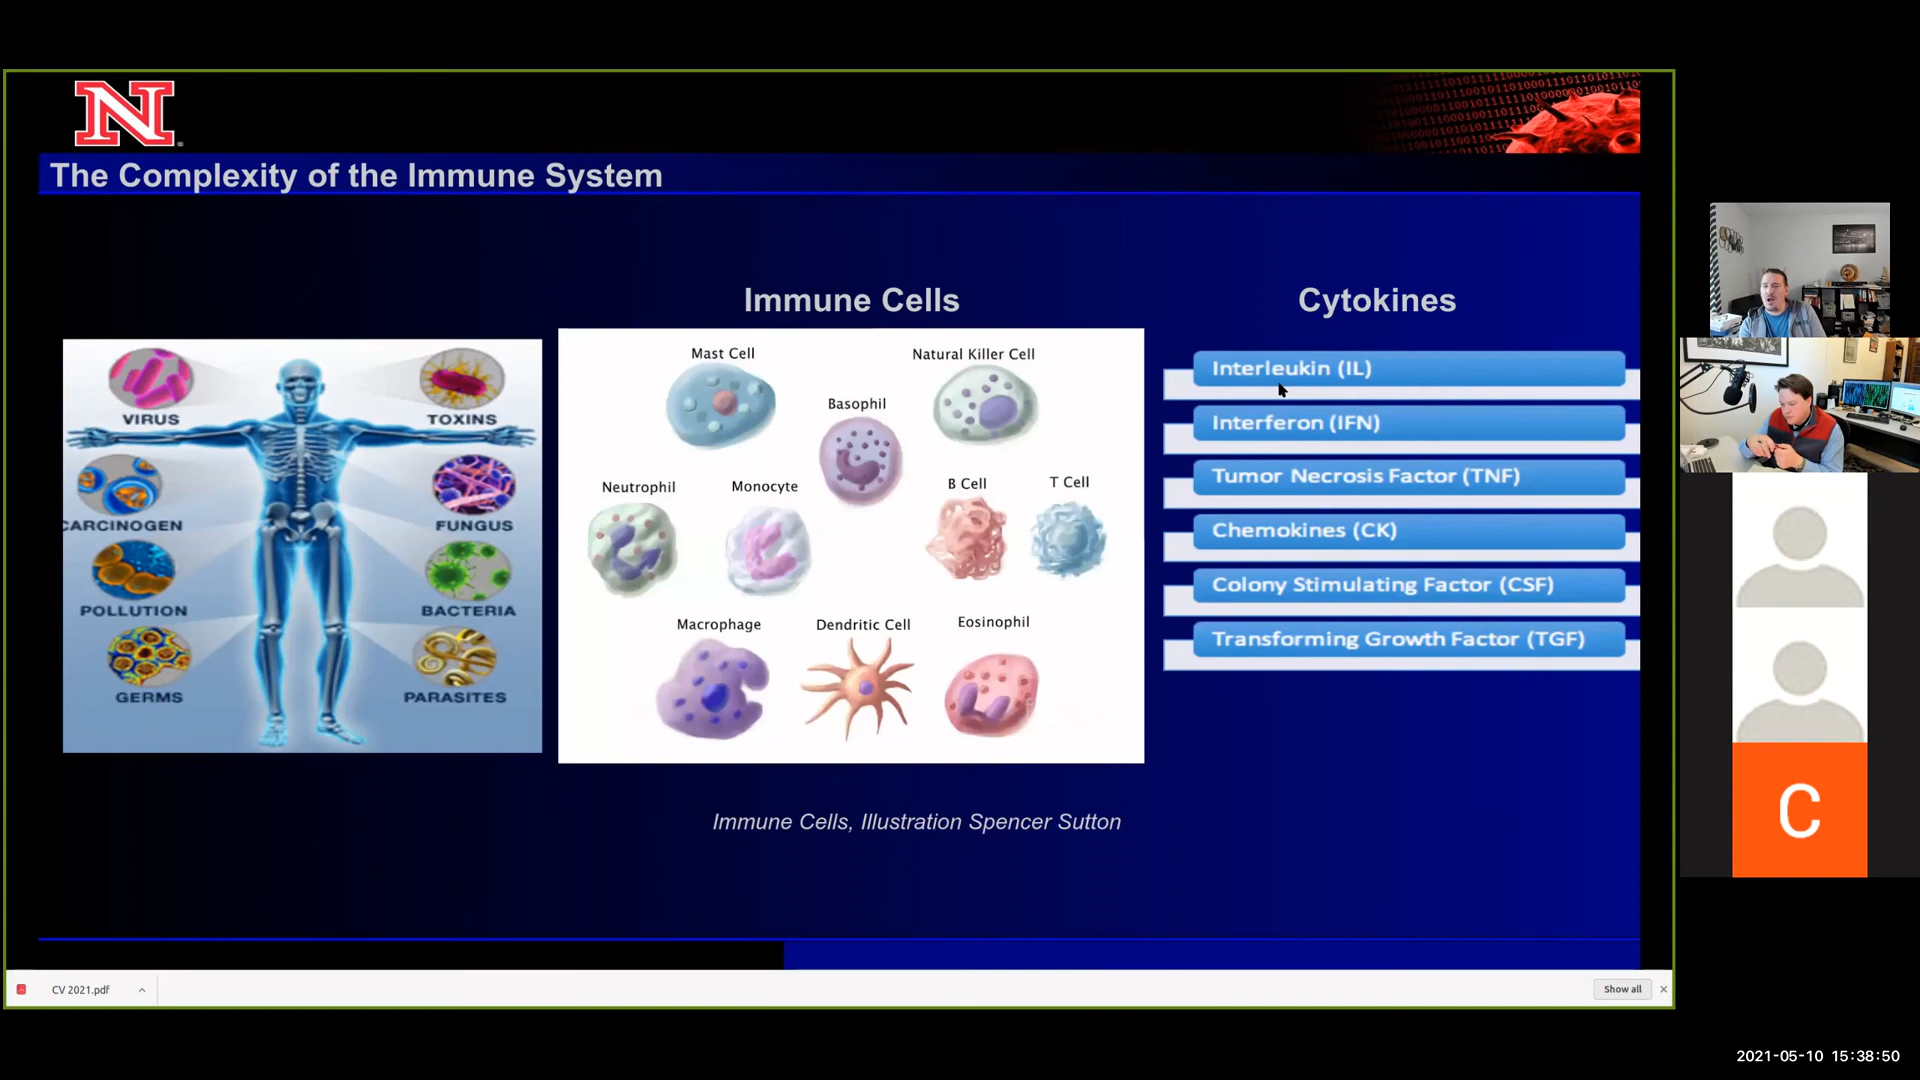 N
The Complexity of the Immune System
Immune Cells
Cytokines
VIRUS
TOXINS
CARCINOGEN
FUNGUS
POLLUTION
BACTERIA
GERMS
PARASITES
Mast Cell
Natural Killer Cell
Basophil
Neutrophil
Monocyte
B Cell
T Cell
Macrophage
Dendritic Cell
Eosinophil
Interleukin (IL)
Interferon (IFN)
Tumor Necrosis Factor (TNF)
Chemokines (CK)
Colony Stimulating Factor (CSF)
Transforming Growth Factor (TGF)
Immune Cells, Illustration Spencer Sutton
CV 2021.pdf
Show all
C
2021-05-10 15:38:50